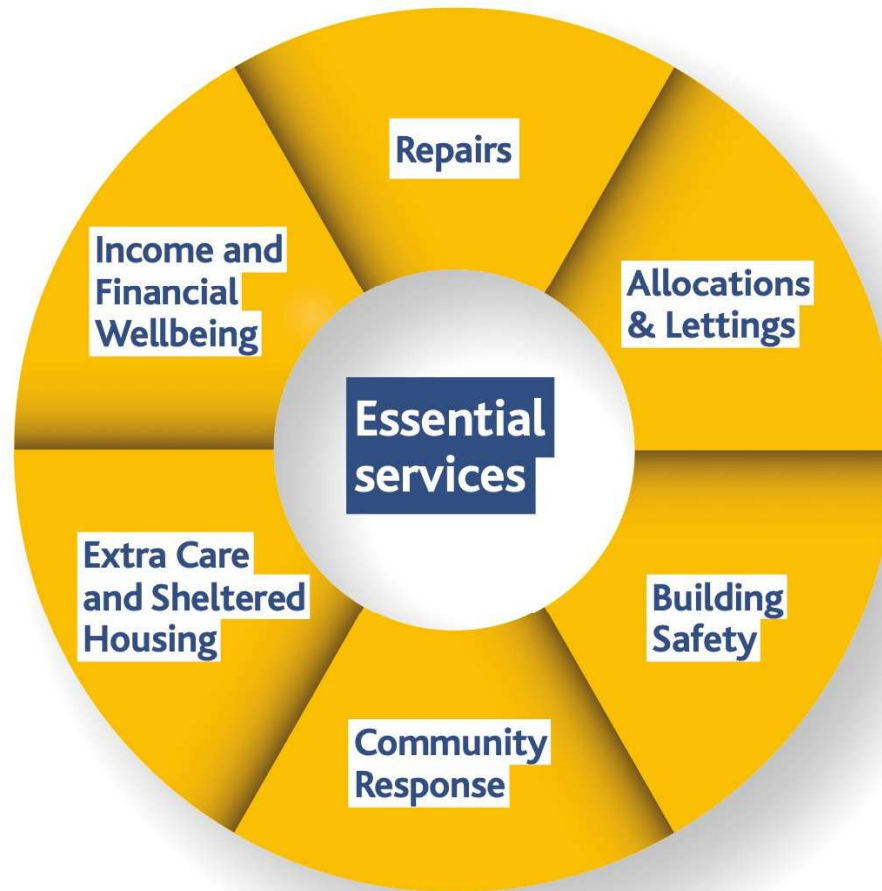 Repairs
Allocations
& Lettings
Building
Safety
Community
Response
Extra Care
and Sheltered
Housing
Income and
Financial
Wellbeing
Essential
services